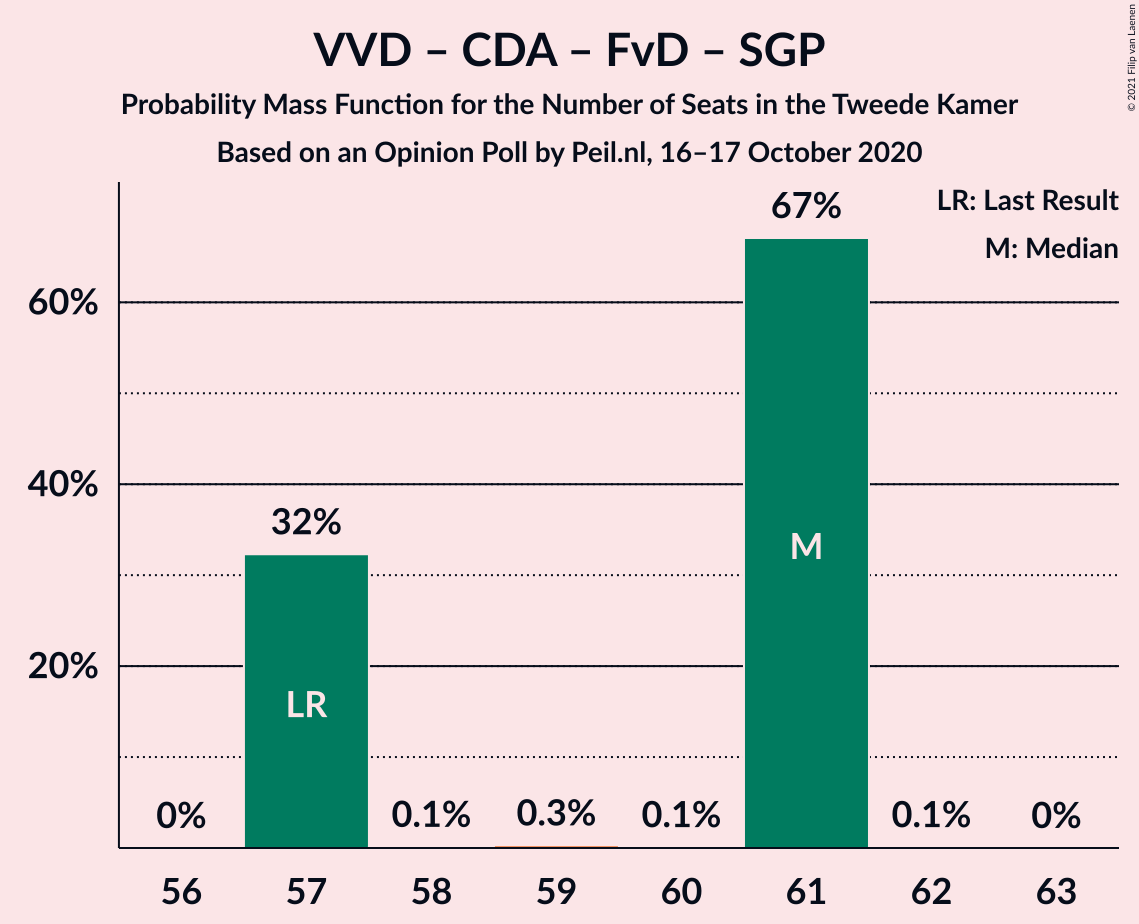 VVD – CDA – FvD – SGP
Probability Mass Function for the Number of Seats in the Tweede Kamer
Based on an Opinion Poll by Peil.nl, 16–17 October 2020
© 2021 Filip van Laenen
LR: Last Result
M: Median
67%
60%
40%
32%
20%
M
LR
0%
0.1%
0.3%
0.1%
0.1%
0%
56 57 58 59 60 61 62 63